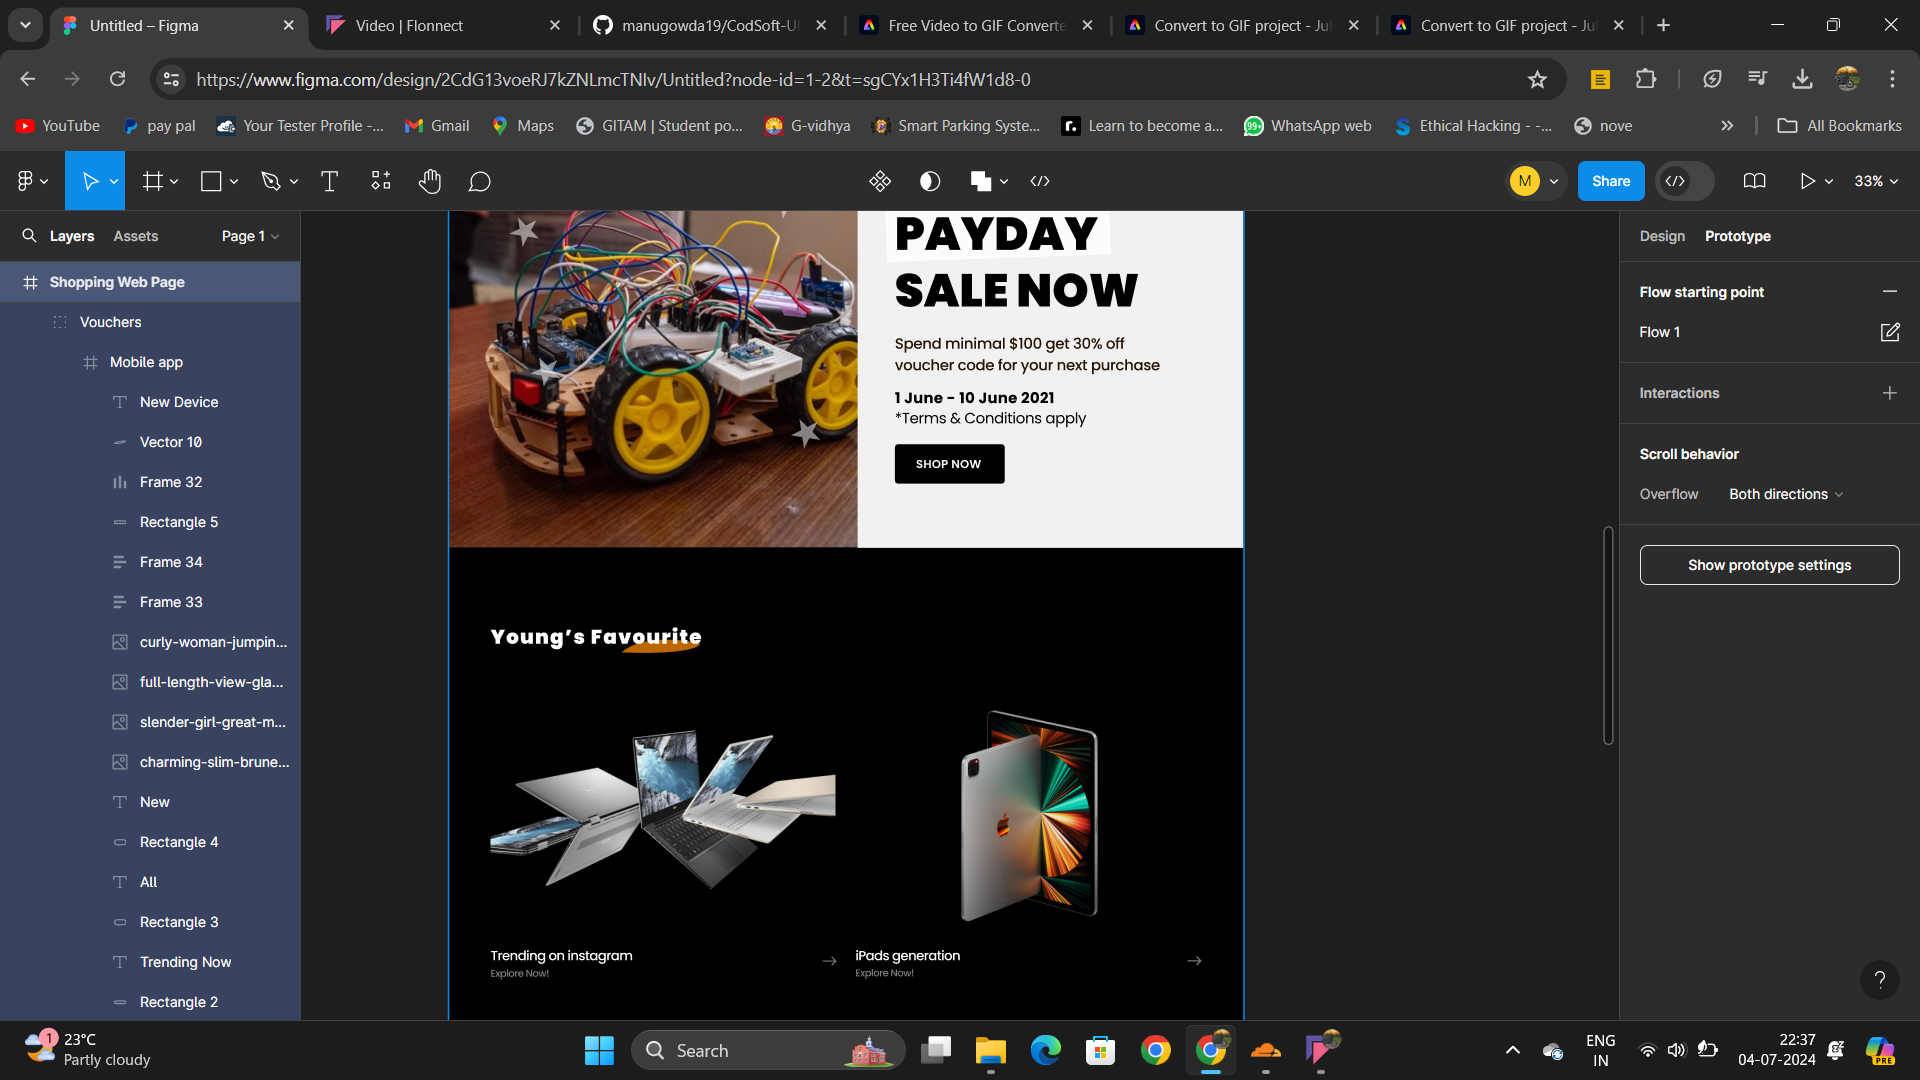 Untitled – Figma
Video | Flonnect
manugowda19/CodSoft-UI
Free Video to GIF Converte
Convert to GIF project - Jul
Convert to GIF project - Jul
https://www.figma.com/design/2CdG13voeRJ7kZNLmcTNlv/Untitled?node-id=1-2&t=sgCYx1H3Ti4fW1d8-0
YouTube
pay pal
Your Tester Profile -...
Gmail
Maps
GITAM | Student po...
G-vidhya
Smart Parking Syste...
Learn to become a...
99+
WhatsApp web
Ethical Hacking - -...
nove
All Bookmarks
M
Share
33%
Layers
Assets
Page 1
Shopping Web Page
Vouchers
Mobile app
New Device
Vector 10
Frame 32
Rectangle 5
Frame 34
Frame 33
curly-woman-jumpin...
full-length-view-gla...
slender-girl-great-m...
charming-slim-brune...
New
Rectangle 4
All
Rectangle 3
Trending Now
Rectangle 2
PAYDAY
SALE NOW
Spend minimal $100 get 30% off
voucher code for your next purchase
1 June - 10 June 2021
*Terms & Conditions apply
SHOP NOW
Young's Favourite
Trending on instagram
Explore Now!
iPads generation
Explore Now!
Design
Prototype
Flow starting point
Flow 1
Interactions
Scroll behavior
Overflow
Both directions
Show prototype settings
?
1
23°C
Partly cloudy
Search
ENG
IN
22:37
04-07-2024
PRE